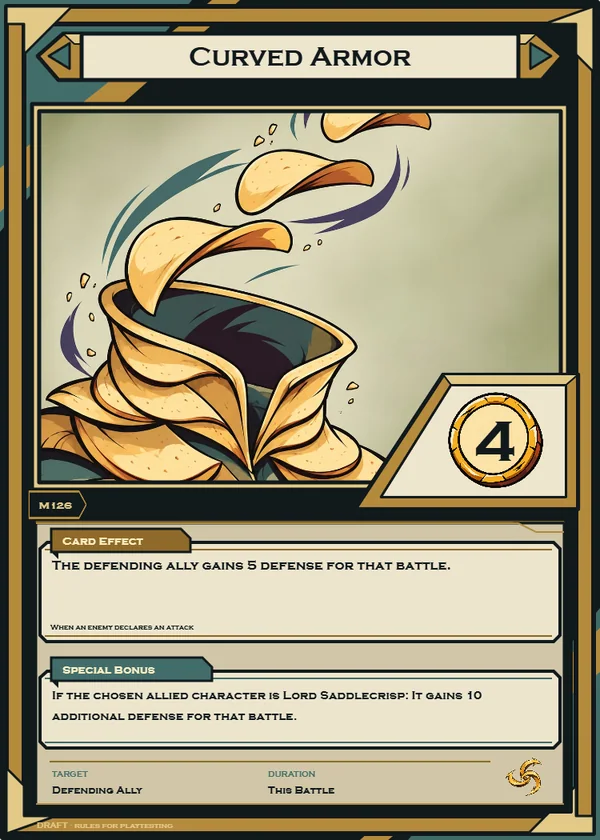 Curved Armor
4
M126
Card Effect
The defending ally gains 5 defense for that battle.
When an enemy declares an attack
Special Bonus
If the chosen allied character is Lord Saddlecrisp: It gains 10
additional defense for that battle.
Target
Duration
Defending Ally
This Battle
DRAFT · Rules for playtesting